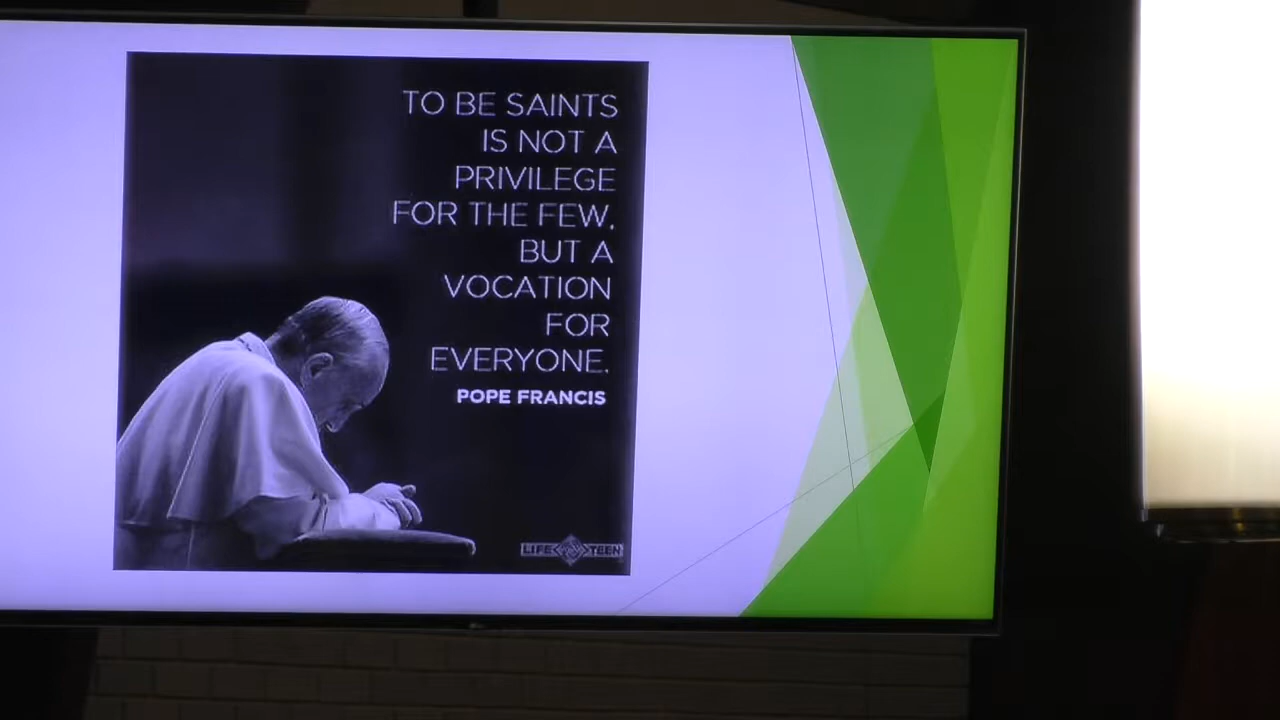 TO BE SAINTS
IS NOT A
PRIVILEGE
FOR THE FEW,
BUT A
VOCATION
FOR
EVERYONE.
POPE FRANCIS
LIFE TEEN